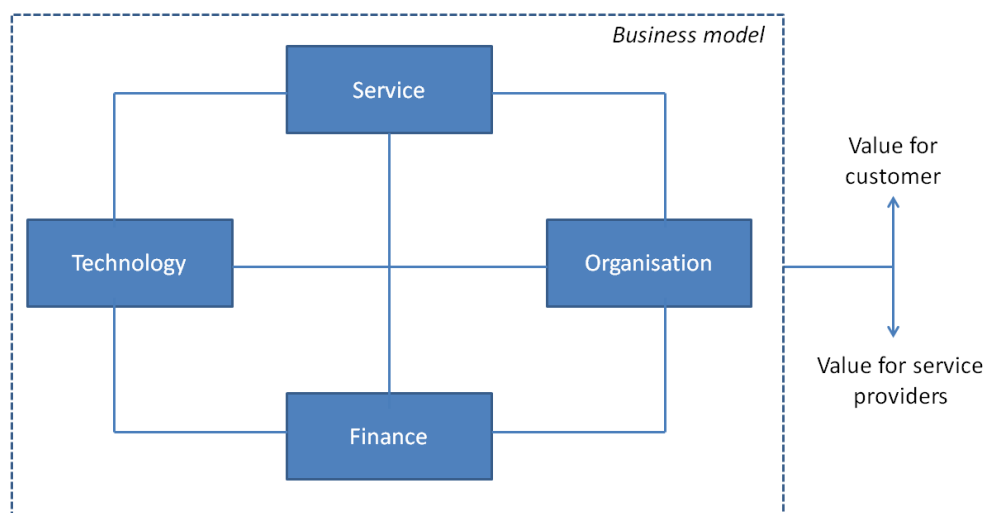 Business model
Service
Value for
customer
Technology
Organisation
Value for service
providers
Finance